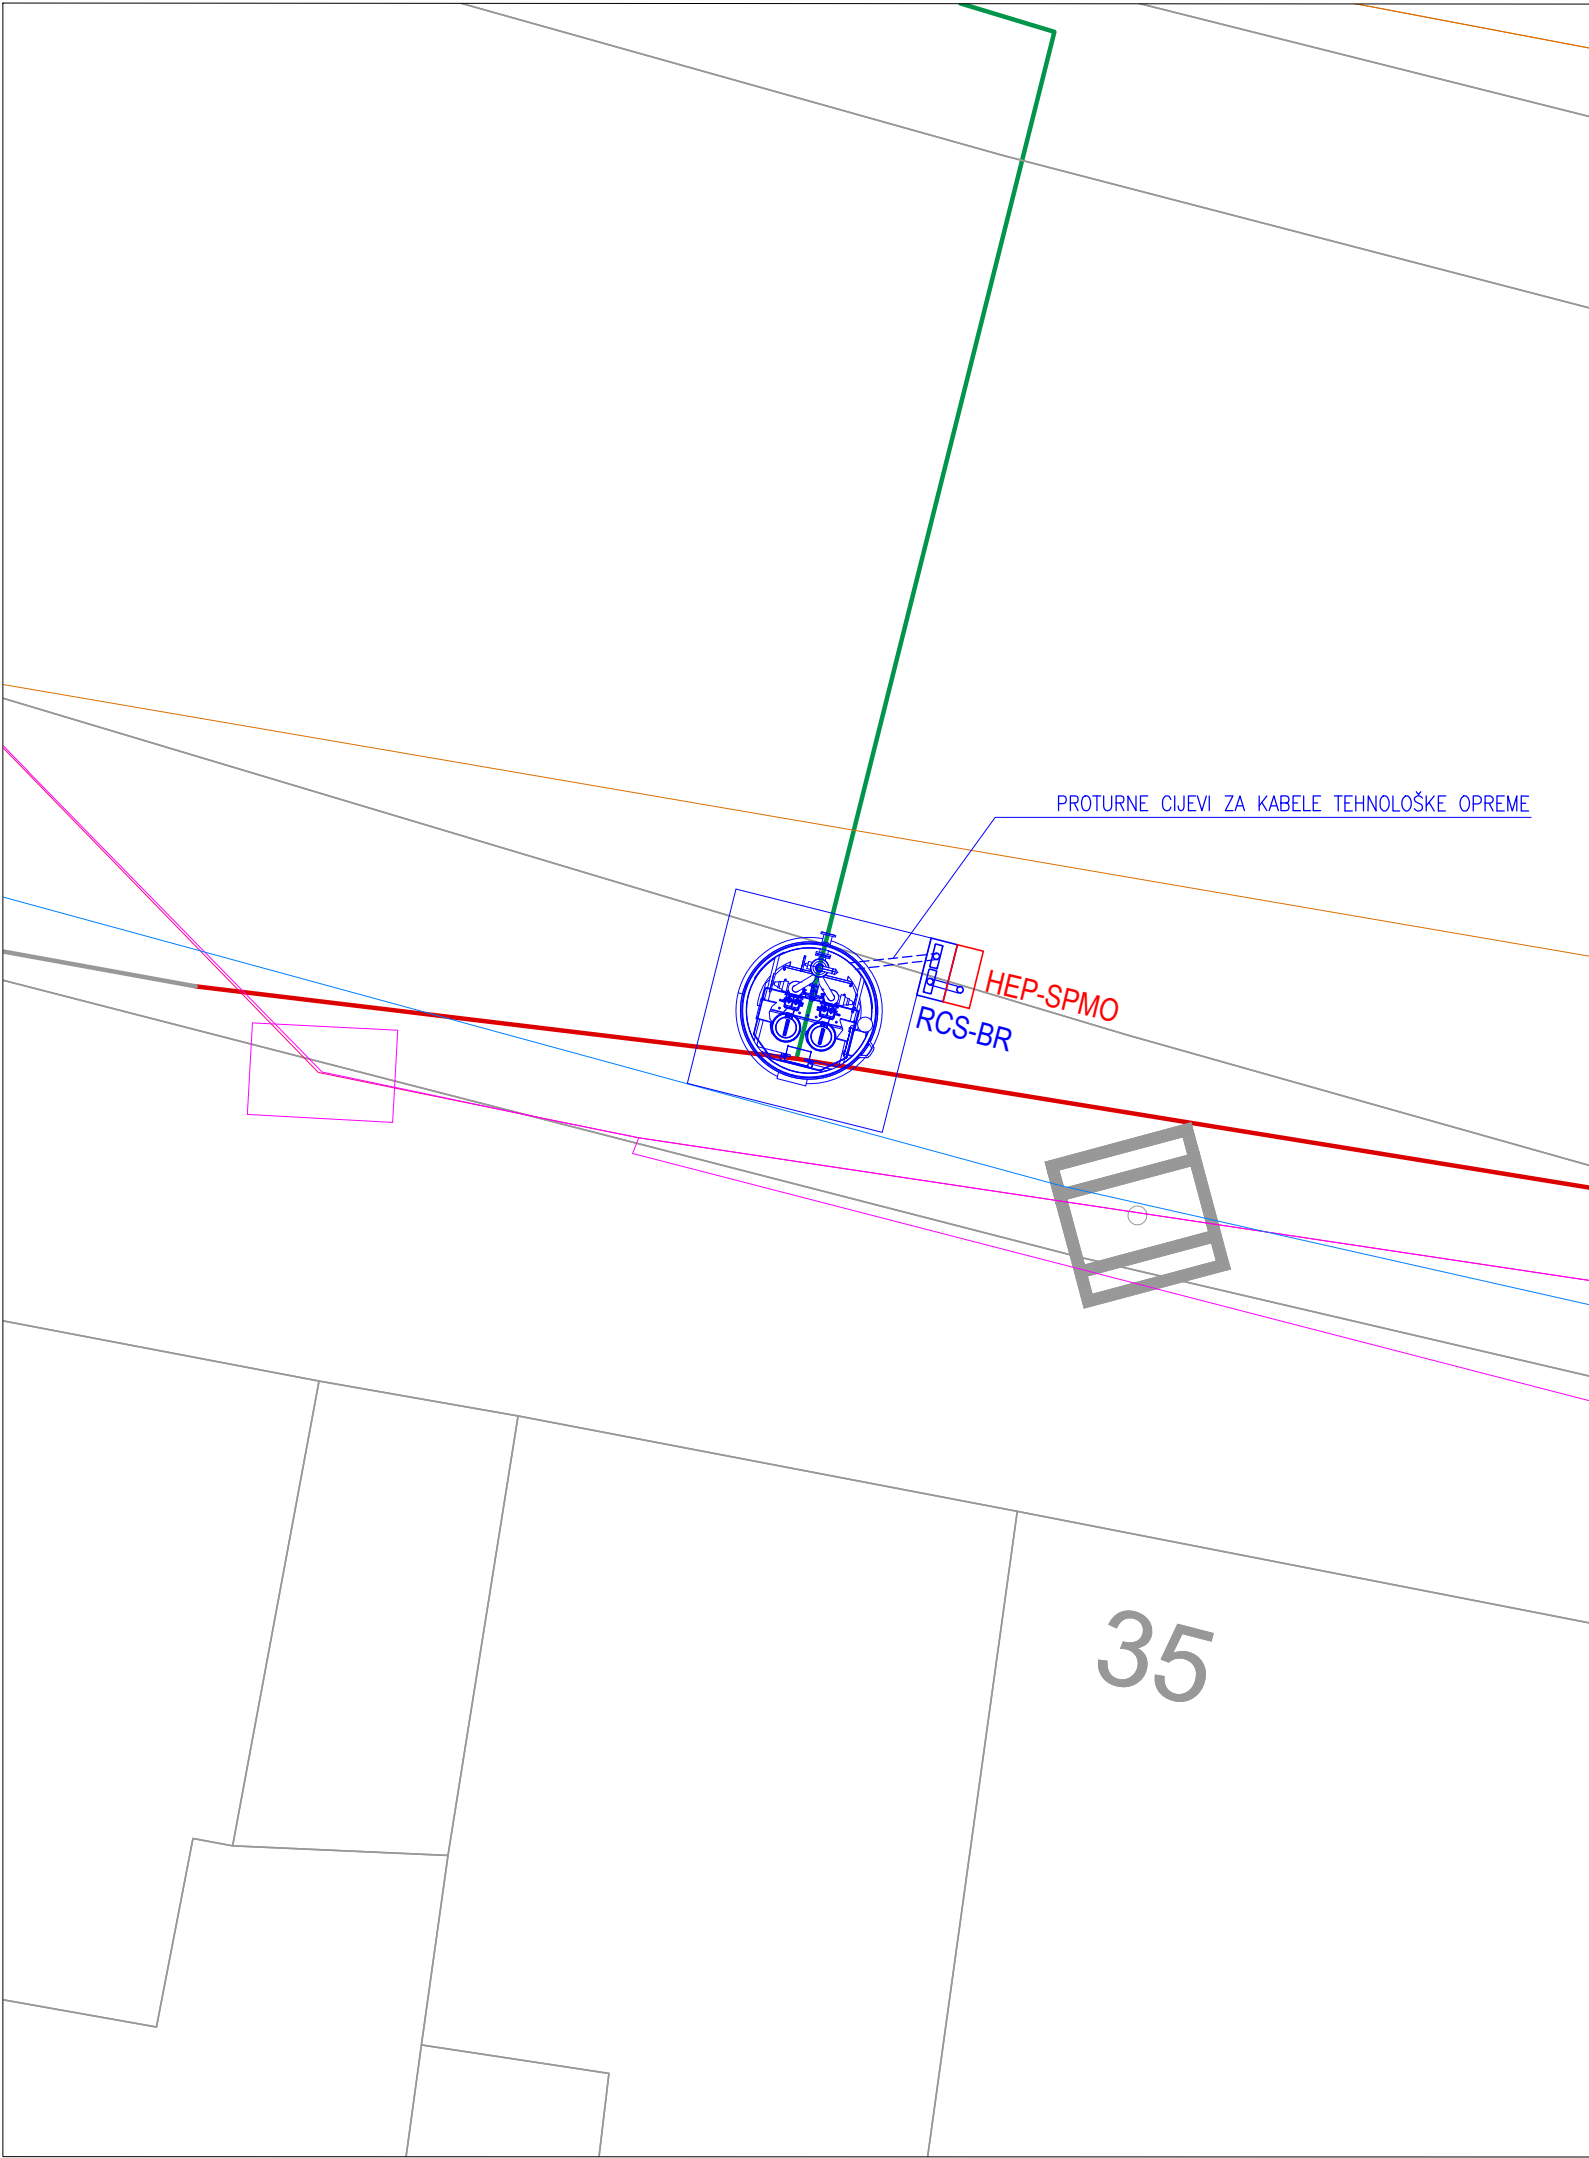 PROTURNE CIJEVI ZA KABELE TEHNOLOŠKE OPREME
HEP-SPMO
RCS-BR
35